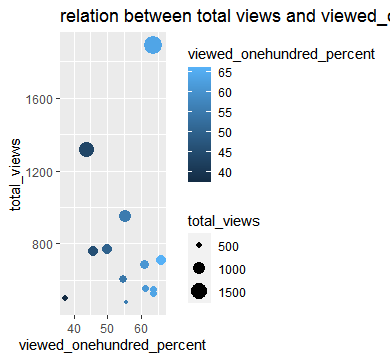 relation between total views and viewed_
viewed_onehundred_percent
65
60
55
50
45
40
total_views
500
1000
1500
1600
1200
800
total_views
40 50 60
viewed_onehundred_percent